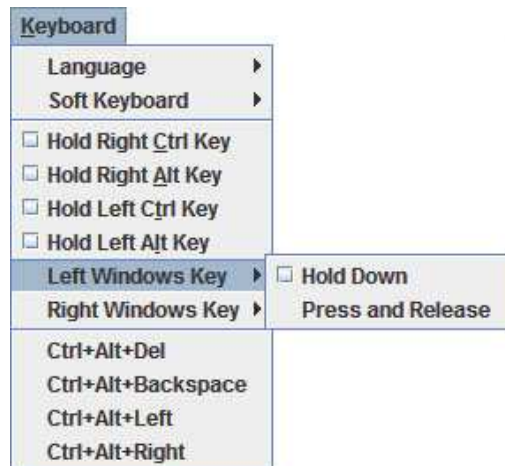 Keyboard
Language
Soft Keyboard
Hold Right Ctrl Key
Hold Right Alt Key
Hold Left Ctrl Key
Hold Left Alt Key
Left Windows Key
Hold Down
Right Windows Key
Press and Release
Ctrl+Alt+Del
Ctrl+Alt+Backspace
Ctrl+Alt+Left
Ctrl+Alt+Right